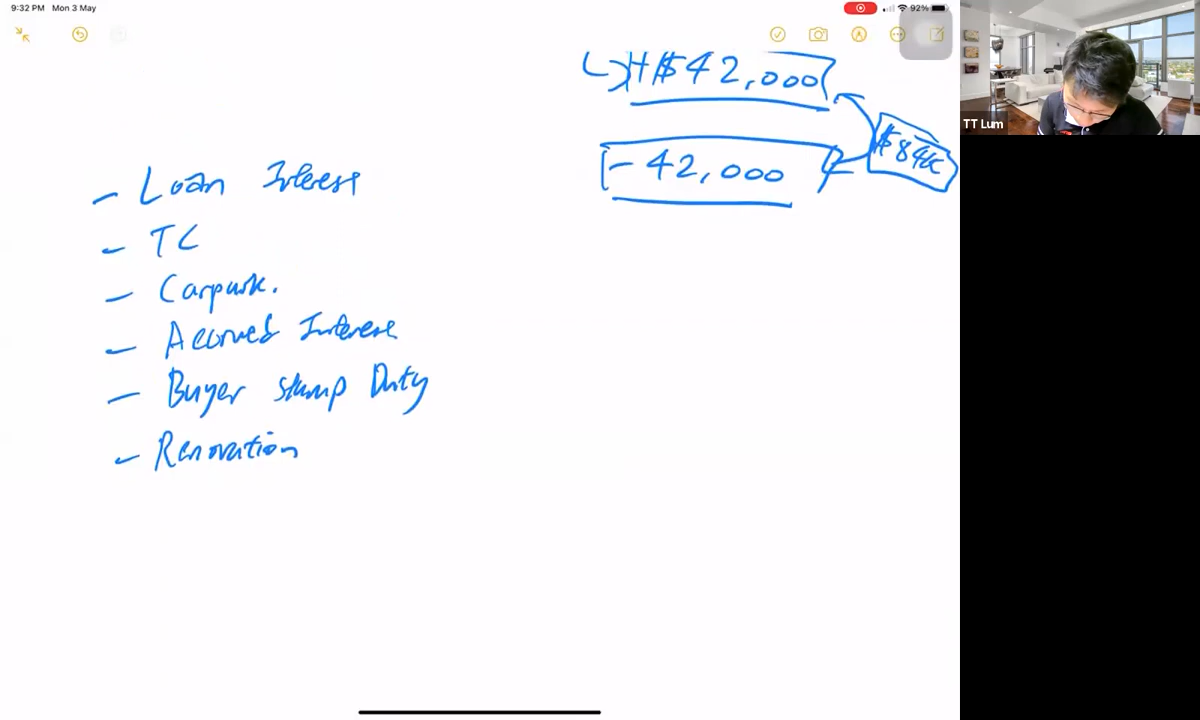 9:32 PM Mon 3 May
92%
+$42,000
-42,000
$84k
- Loan Interest
- TC
- Carpark.
- Accrued Interest
- Buyer Stamp Duty
- Renovation
TT Lum